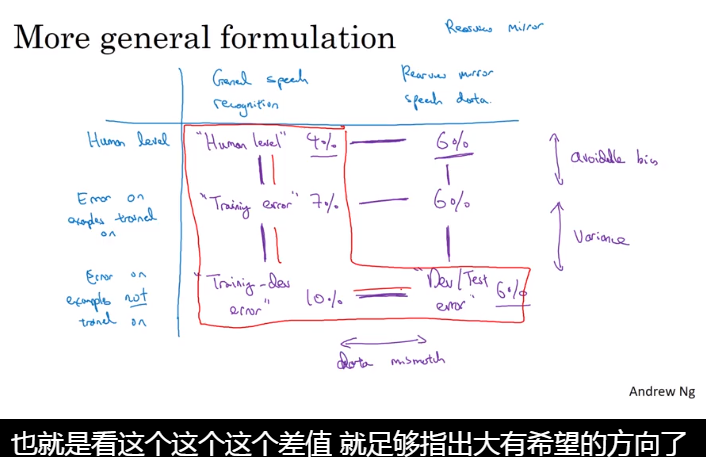 More general formulation
Rearview mirror
General speech
recognition
Rearview mirror
speech data.
Human level
"Human level" 4%
6%
avoidable bias
Error on
examples trained
on
"Training error" 7%
6%
Variance
Error on
examples not
trained on
"Training-dev
error"
10%
"Dev/Test
error"
6%
data mismatch
Andrew Ng
也就是看这个这个这个差值 就足够指出大有希望的方向了